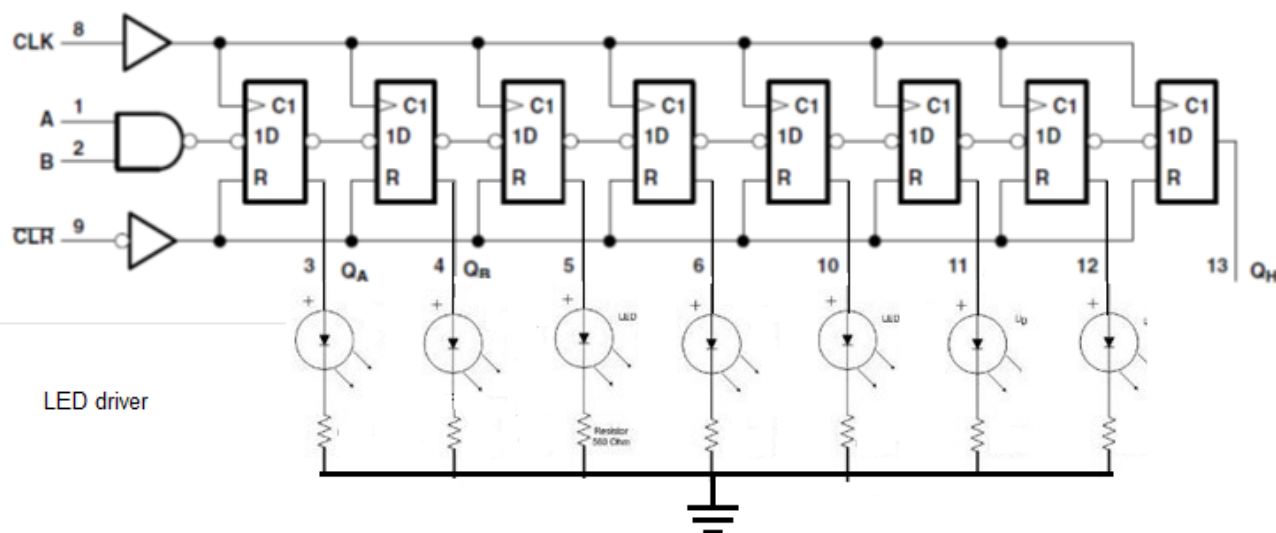 CLK 8
C1 C1 C1 C1 C1 C1 C1 C1
A 1
1D 1D 1D 1D 1D 1D 1D 1D
B 2
R R R R R R R R
CLR 9
3 QA 4 QB 5 6 10 11 12 13 QH
+ + + + + + +
LED LED
LED driver
Resistor
560 Ohm